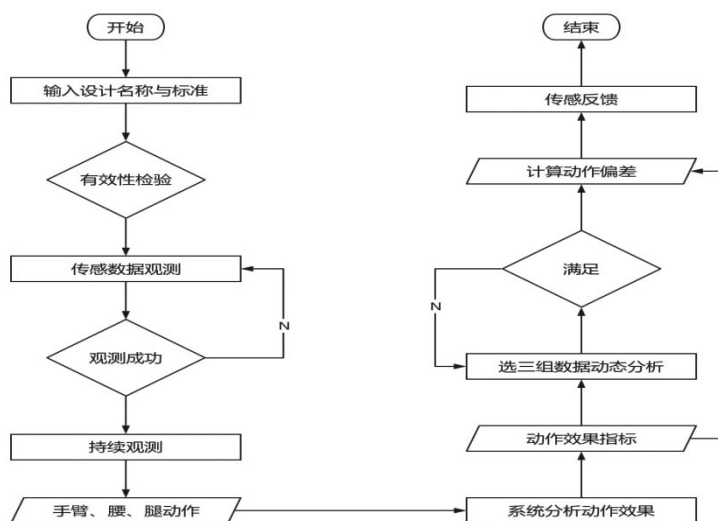 开始
输入设计名称与标准
有效性检验
传感数据观测
N
观测成功
持续观测
手臂、腰、腿动作
结束
传感反馈
计算动作偏差
满足
N
选三组数据动态分析
动作效果指标
系统分析动作效果